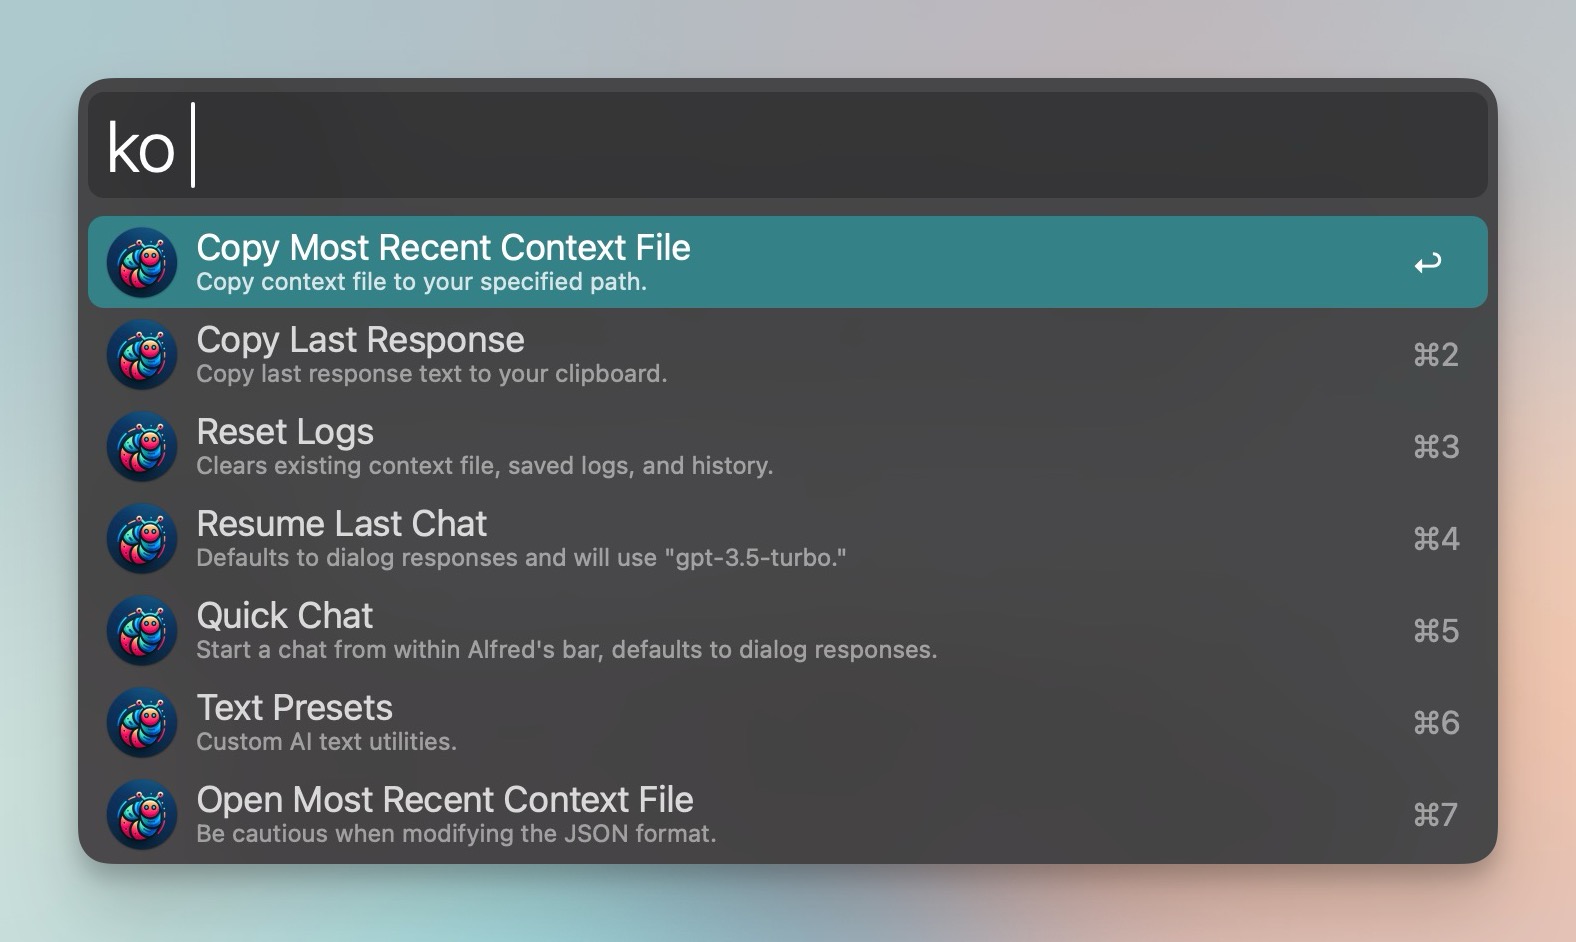 ko
Copy Most Recent Context File
Copy context file to your specified path.
Copy Last Response
Copy last response text to your clipboard.
⌘2
Reset Logs
Clears existing context file, saved logs, and history.
⌘3
Resume Last Chat
Defaults to dialog responses and will use "gpt-3.5-turbo."
⌘4
Quick Chat
Start a chat from within Alfred's bar, defaults to dialog responses.
⌘5
Text Presets
Custom AI text utilities.
⌘6
Open Most Recent Context File
Be cautious when modifying the JSON format.
⌘7